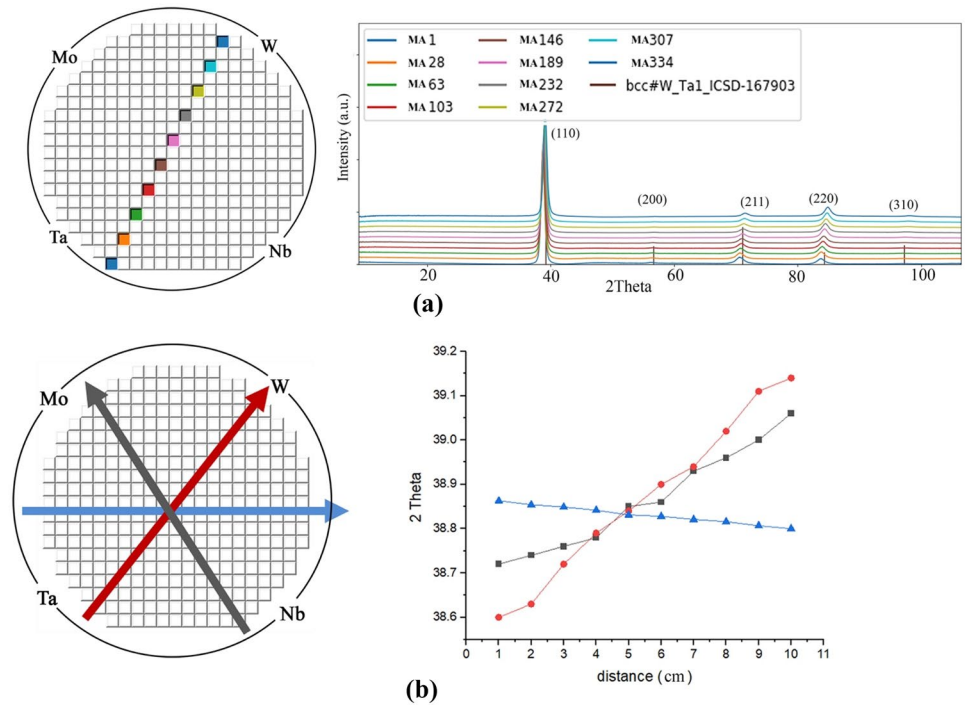 Mo
W
Ta
Nb
Intensity (a.u.)
MA 1
MA 28
MA 63
MA 103
MA 146
MA 189
MA 232
MA 272
MA 307
MA 334
bcc#W_Ta1_ICSD-167903
(110)
(200)
(211)
(220)
(310)
20
40
60
80
100
2Theta
(a)
Mo
W
Ta
Nb
2 Theta
39.2
39.1
39.0
38.9
38.8
38.7
38.6
0 1 2 3 4 5 6 7 8 9 10 11
distance (cm)
(b)